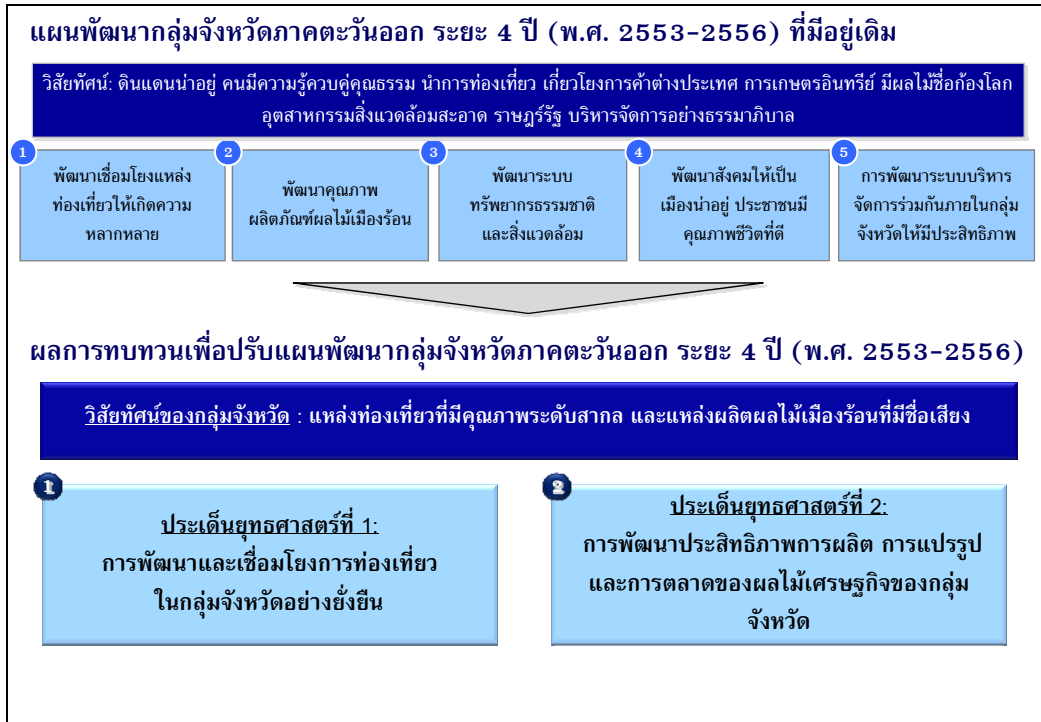 แผนพัฒนากลุ่มจังหวัดภาคตะวันออก ระยะ 4 ปี (พ.ศ. 2553-2556) ที่มีอยู่เดิม
วิสัยทัศน์: ดินแดนน่าอยู่ คนมีความรู้ควบคู่คุณธรรม นำการท่องเที่ยว เกี่ยวโยงการค้าต่างประเทศ การเกษตรอินทรีย์ มีผลไม้ชื่อก้องโลก
อุตสาหกรรมสิ่งแวดล้อมสะอาด ราษฎร์รัฐ บริหารจัดการอย่างธรรมาภิบาล
1
พัฒนาเชื่อมโยงแหล่ง
ท่องเที่ยวให้เกิดความ
หลากหลาย
2
พัฒนาคุณภาพ
ผลิตภัณฑ์ผลไม้เมืองร้อน
3
พัฒนาระบบ
ทรัพยากรธรรมชาติ
และสิ่งแวดล้อม
4
พัฒนาสังคมให้เป็น
เมืองน่าอยู่ ประชาชนมี
คุณภาพชีวิตที่ดี
5
การพัฒนาระบบบริหาร
จัดการร่วมกันภายในกลุ่ม
จังหวัดให้มีประสิทธิภาพ
ผลการทบทวนเพื่อปรับแผนพัฒนากลุ่มจังหวัดภาคตะวันออก ระยะ 4 ปี (พ.ศ. 2553-2556)
วิสัยทัศน์ของกลุ่มจังหวัด : แหล่งท่องเที่ยวที่มีคุณภาพระดับสากล และแหล่งผลิตผลไม้เมืองร้อนที่มีชื่อเสียง
1
ประเด็นยุทธศาสตร์ที่ 1:
การพัฒนาและเชื่อมโยงการท่องเที่ยว
ในกลุ่มจังหวัดอย่างยั่งยืน
2
ประเด็นยุทธศาสตร์ที่ 2:
การพัฒนาประสิทธิภาพการผลิต การแปรรูป
และการตลาดของผลไม้เศรษฐกิจของกลุ่ม
จังหวัด